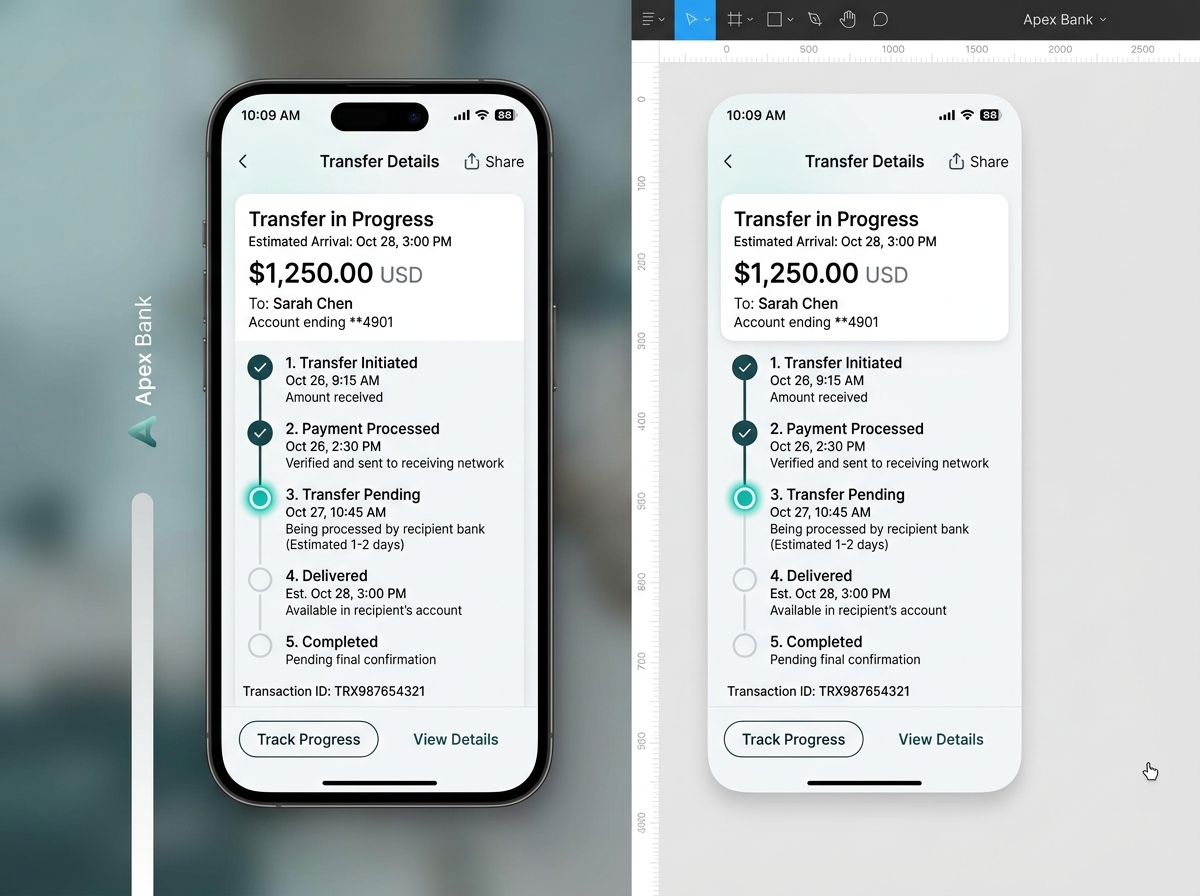 Apex Bank
10:09 AM
88
Transfer Details
Share
Transfer in Progress
Estimated Arrival: Oct 28, 3:00 PM
$1,250.00 USD
To: Sarah Chen
Account ending **4901
1. Transfer Initiated
Oct 26, 9:15 AM
Amount received
2. Payment Processed
Oct 26, 2:30 PM
Verified and sent to receiving network
3. Transfer Pending
Oct 27, 10:45 AM
Being processed by recipient bank
(Estimated 1-2 days)
4. Delivered
Est. Oct 28, 3:00 PM
Available in recipient's account
5. Completed
Pending final confirmation
Transaction ID: TRX987654321
Track Progress
View Details
Apex Bank
0
500
1000
1500
2000
2500
0
100
200
300
400
700
10:09 AM
88
Transfer Details
Share
Transfer in Progress
Estimated Arrival: Oct 28, 3:00 PM
$1,250.00 USD
To: Sarah Chen
Account ending **4901
1. Transfer Initiated
Oct 26, 9:15 AM
Amount received
2. Payment Processed
Oct 26, 2:30 PM
Verified and sent to receiving network
3. Transfer Pending
Oct 27, 10:45 AM
Being processed by recipient bank
(Estimated 1-2 days)
4. Delivered
Est. Oct 28, 3:00 PM
Available in recipient's account
5. Completed
Pending final confirmation
Transaction ID: TRX987654321
Track Progress
View Details